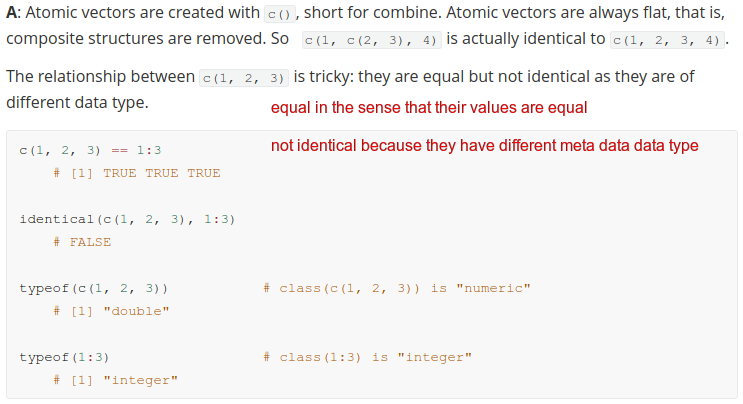 A: Atomic vectors are created with c(), short for combine. Atomic vectors are always flat, that is,
composite structures are removed. So c(1, c(2, 3), 4) is actually identical to c(1, 2, 3, 4).
The relationship between c(1, 2, 3) is tricky: they are equal but not identical as they are of
different data type.
equal in the sense that their values are equal
not identical because they have different meta data data type
c(1, 2, 3) == 1:3
# [1] TRUE TRUE TRUE
identical(c(1, 2, 3), 1:3)
# FALSE
typeof(c(1, 2, 3)) # class(c(1, 2, 3)) is "numeric"
# [1] "double"
typeof(1:3) # class(1:3) is "integer"
# [1] "integer"